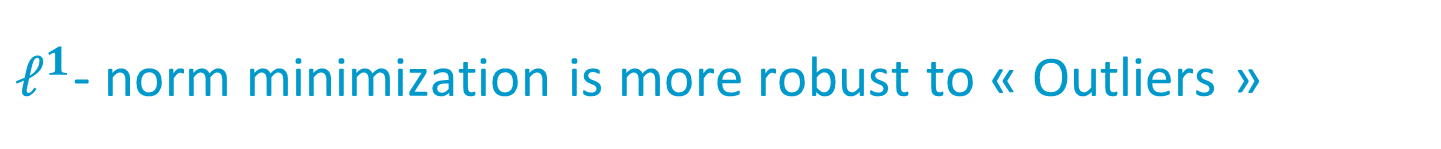 ℓ¹- norm minimization is more robust to « Outliers »